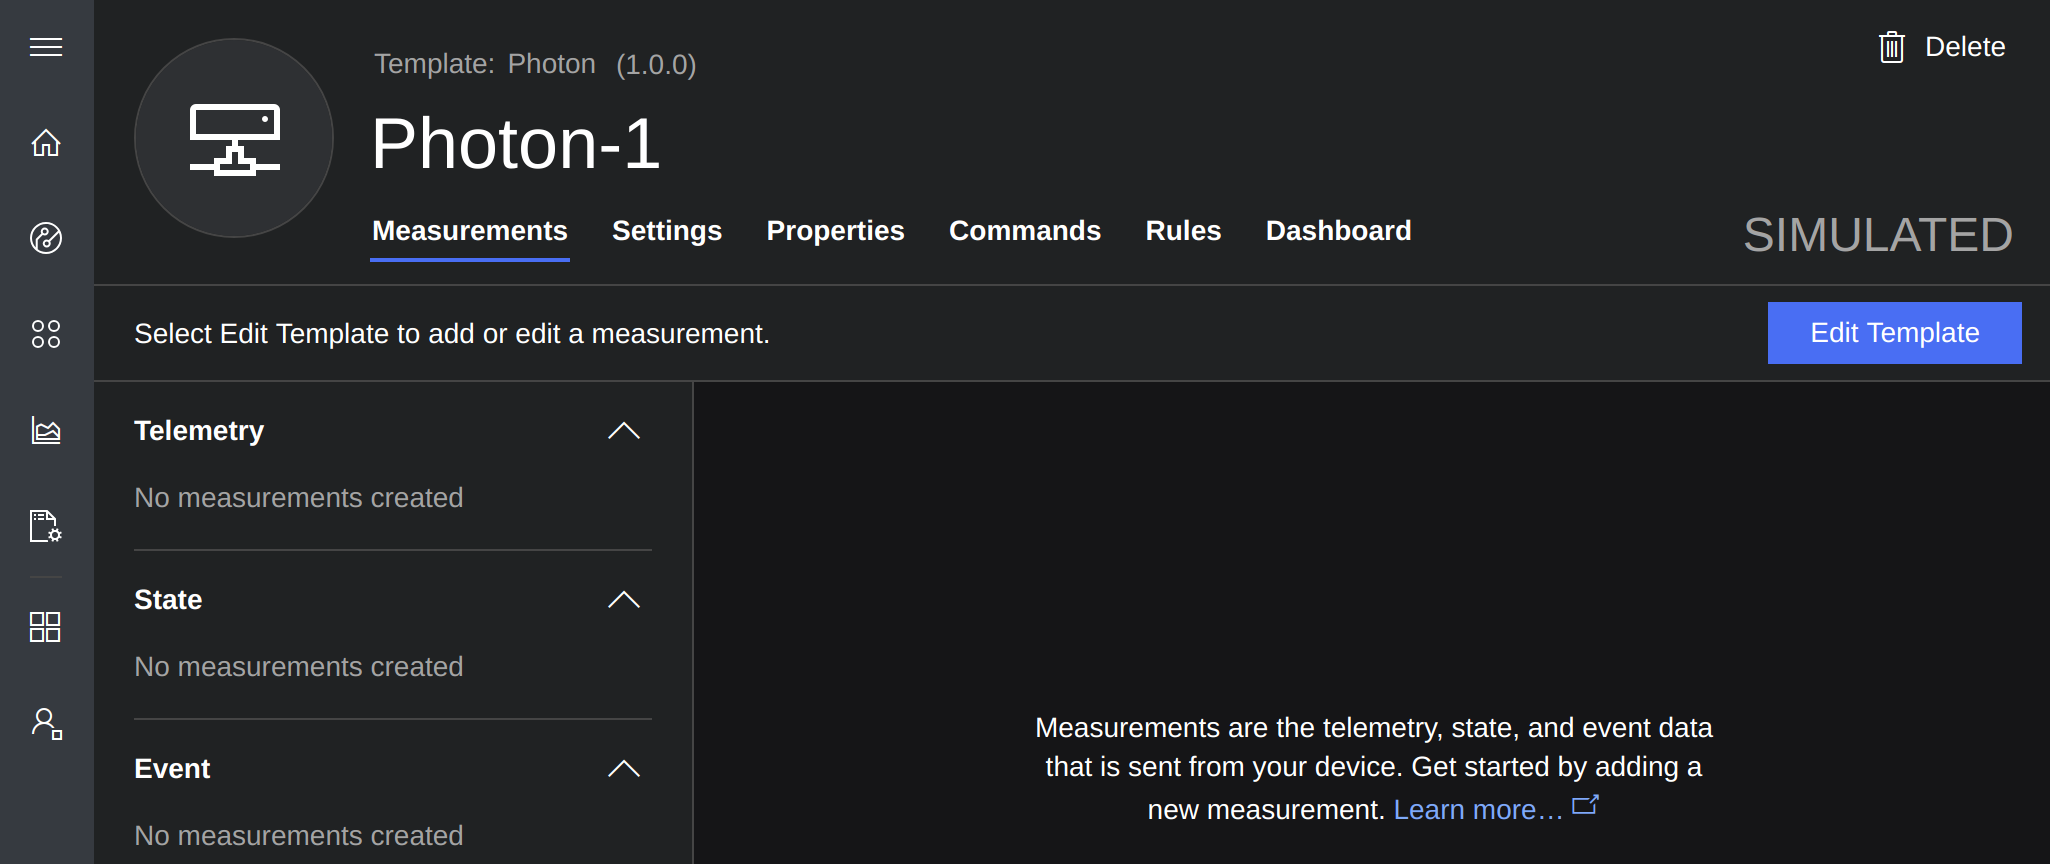 Template: Photon (1.0.0)
Delete
Photon-1
Measurements Settings Properties Commands Rules Dashboard
SIMULATED
Select Edit Template to add or edit a measurement.
Edit Template
Telemetry
No measurements created
State
No measurements created
Event
No measurements created
Measurements are the telemetry, state, and event data
that is sent from your device. Get started by adding a
new measurement. Learn more…